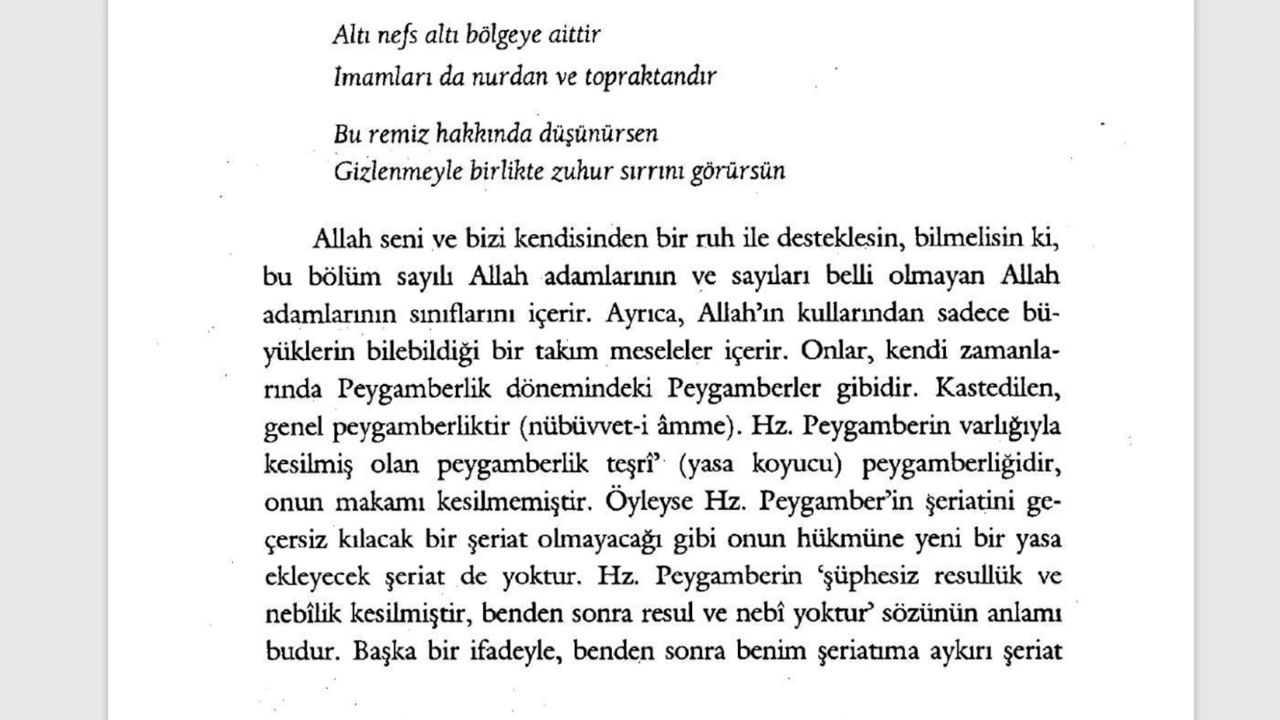 Altı nefs altı bölgeye aittir
İmamları da nurdan ve topraktandır
Bu remiz hakkında düşünürsen
Gizlenmeyle birlikte zuhur sırrını görürsün
Allah seni ve bizi kendisinden bir ruh ile desteklesin, bilmelisin ki,
bu bölüm sayılı Allah adamlarının ve sayıları belli olmayan Allah
adamlarının sınıflarını içerir. Ayrıca, Allah’ın kullarından sadece bü-
yüklerin bilebildiği bir takım meseleler içerir. Onlar, kendi zamanla-
rında Peygamberlik dönemindeki Peygamberler gibidir. Kastedilen,
genel peygamberliktir (nübüvvet-i âmme). Hz. Peygamberin varlığıyla
kesilmiş olan peygamberlik teşrî’ (yasa koyucu) peygamberliğidir,
onun makamı kesilmemiştir. Öyleyse Hz. Peygamber’in şeriatini ge-
çersiz kılacak bir şeriat olmayacağı gibi onun hükmüne yeni bir yasa
ekleyecek şeriat de yoktur. Hz. Peygamberin ‘şüphesiz resullük ve
nebîlik kesilmiştir, benden sonra resul ve nebî yoktur’ sözünün anlamı
budur. Başka bir ifadeyle, benden sonra benim şeriatıma aykırı şeriat